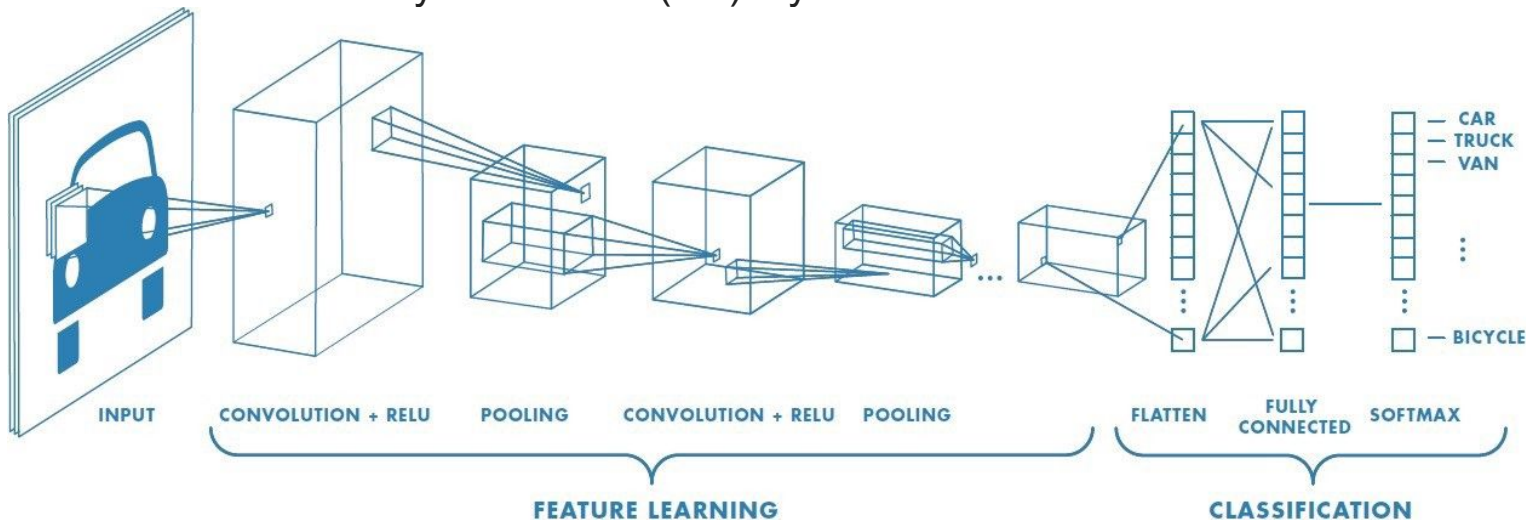 CAR
TRUCK
VAN
BICYCLE
INPUT
CONVOLUTION + RELU
POOLING
CONVOLUTION + RELU
POOLING
FLATTEN
FULLY
CONNECTED
SOFTMAX
FEATURE LEARNING
CLASSIFICATION